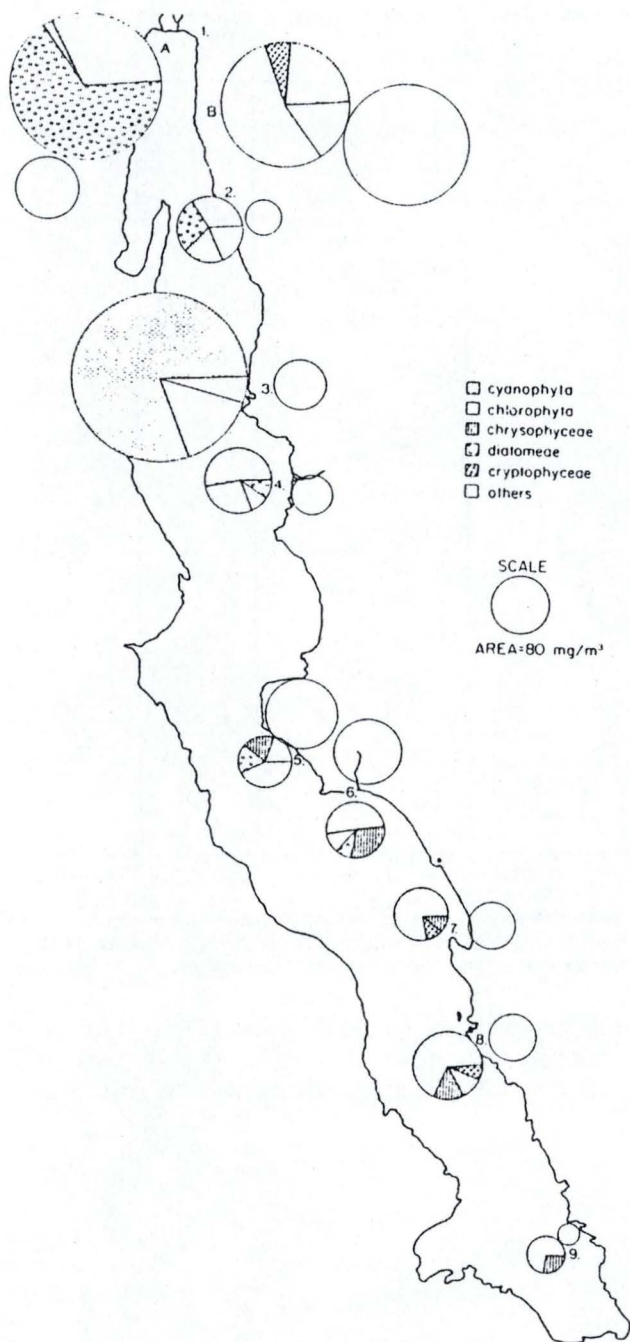 1.
A
B
2.
3.
cyanophyta
chlorophyta
chrysophyceae
diatomeae
cryptophyceae
others
4.
SCALE
AREA=80 mg/m³
5.
6.
7.
8.
9.